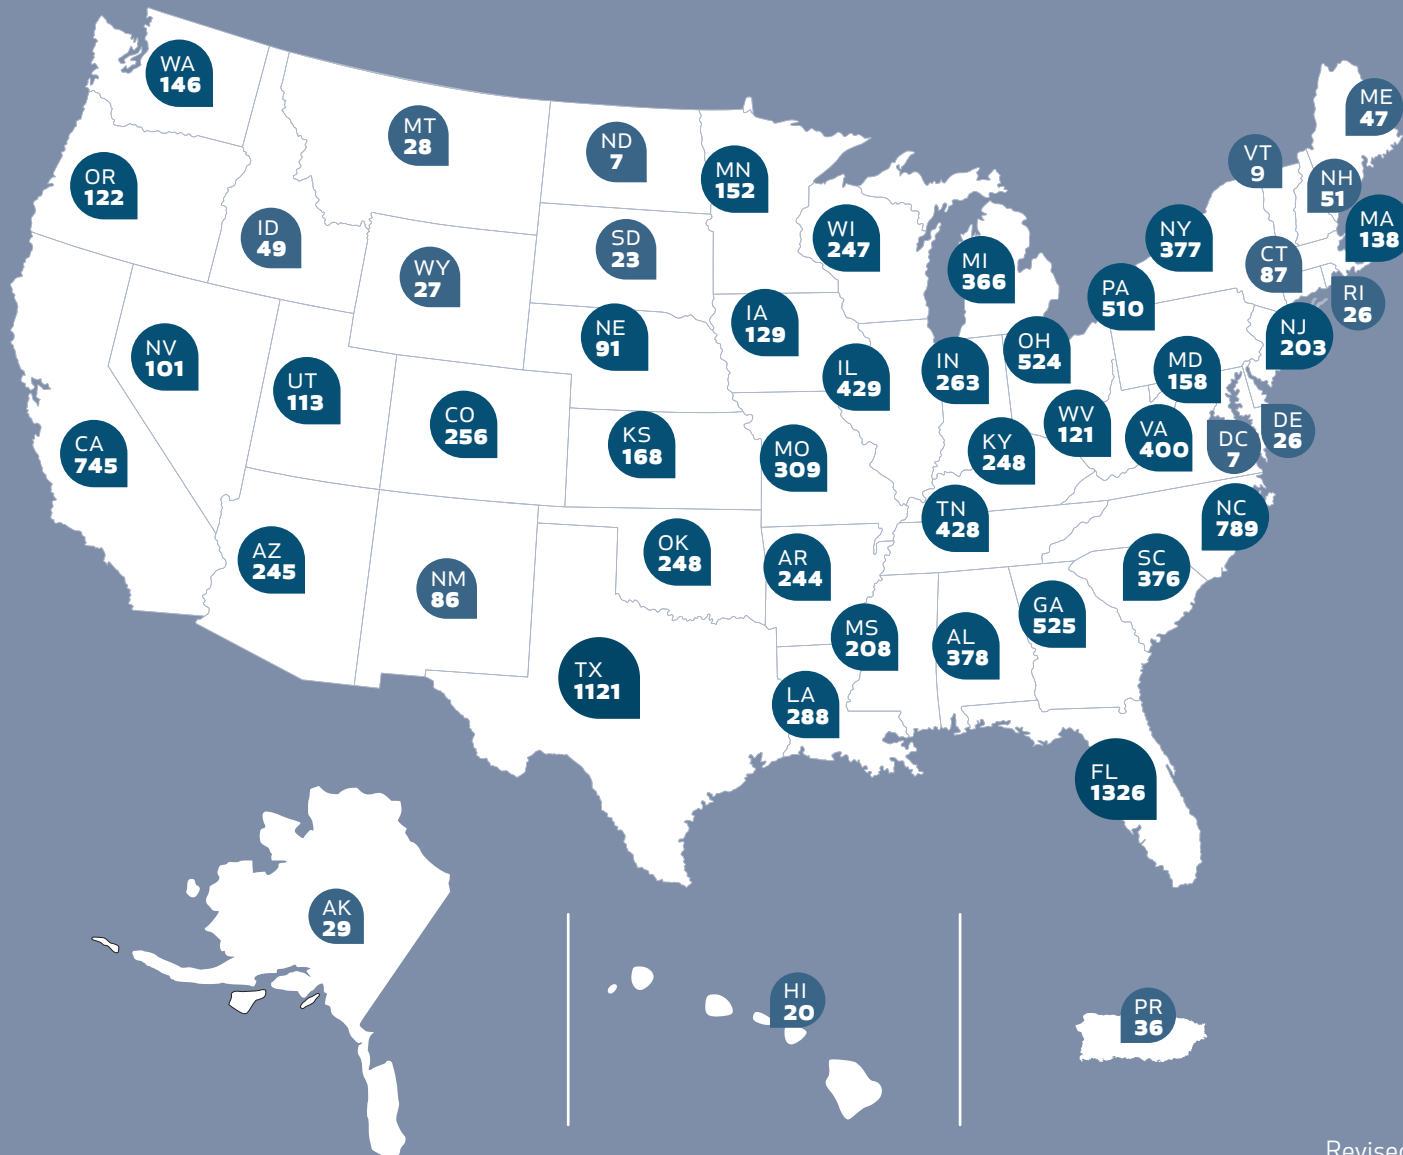 WA
146
MT
28
ND
7
MN
152
OR
122
ID
49
WY
27
SD
23
WI
247
MI
366
NY
377
VT
9
NH
51
ME
47
MA
138
CT
87
RI
26
PA
510
NJ
203
NV
101
UT
113
CO
256
NE
91
IA
129
IL
429
IN
263
OH
524
MD
158
CA
745
KS
168
MO
309
KY
248
WV
121
VA
400
DC
7
DE
26
AZ
245
NM
86
OK
248
AR
244
TN
428
NC
789
SC
376
TX
1121
LA
288
MS
208
AL
378
GA
525
FL
1326
AK
29
HI
20
PR
36
Revised